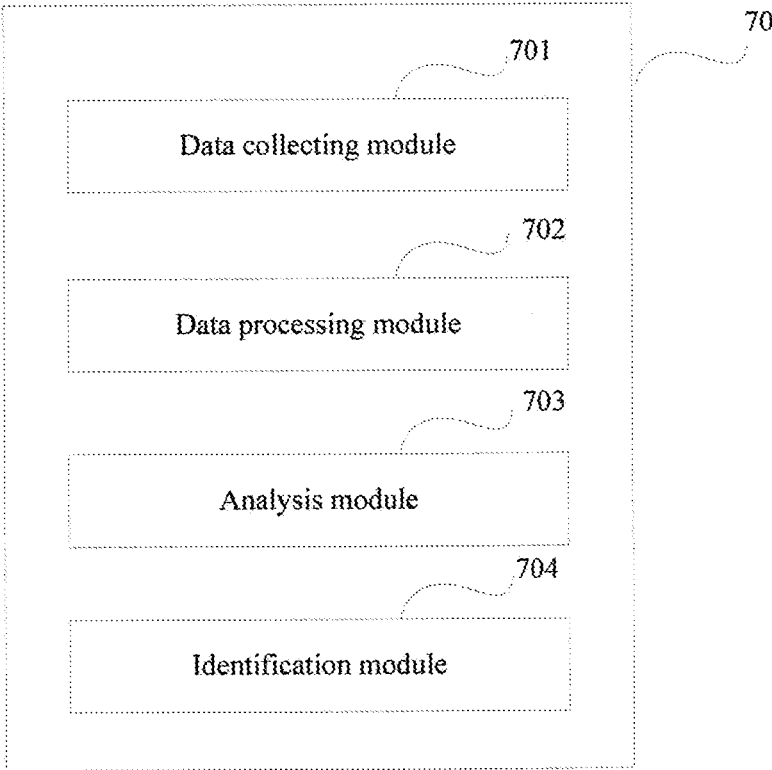 70
701
Data collecting module
702
Data processing module
703
Analysis module
704
Identification module